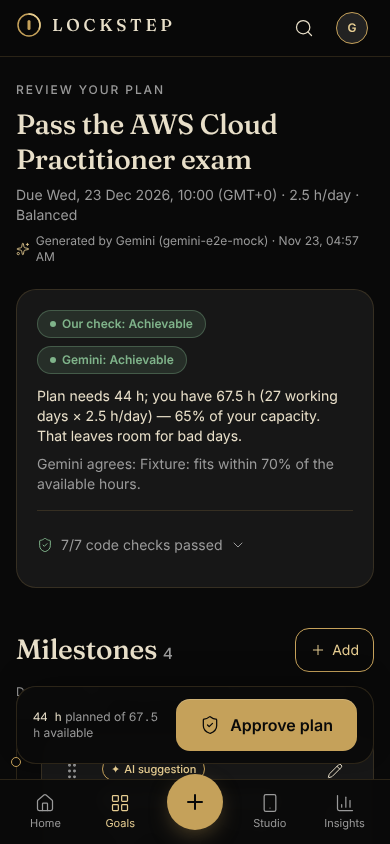 LOCKSTEP
G
REVIEW YOUR PLAN
Pass the AWS Cloud
Practitioner exam
Due Wed, 23 Dec 2026, 10:00 (GMT+0) · 2.5 h/day ·
Balanced
Generated by Gemini (gemini-e2e-mock) · Nov 23, 04:57
AM
Our check: Achievable
Gemini: Achievable
Plan needs 44 h; you have 67.5 h (27 working
days × 2.5 h/day) — 65% of your capacity.
That leaves room for bad days.
Gemini agrees: Fixture: fits within 70% of the
available hours.
7/7 code checks passed
Milestones 4
+ Add
44 h planned of 67.5
h available
Approve plan
AI suggestion
Home
Goals
+
Studio
Insights